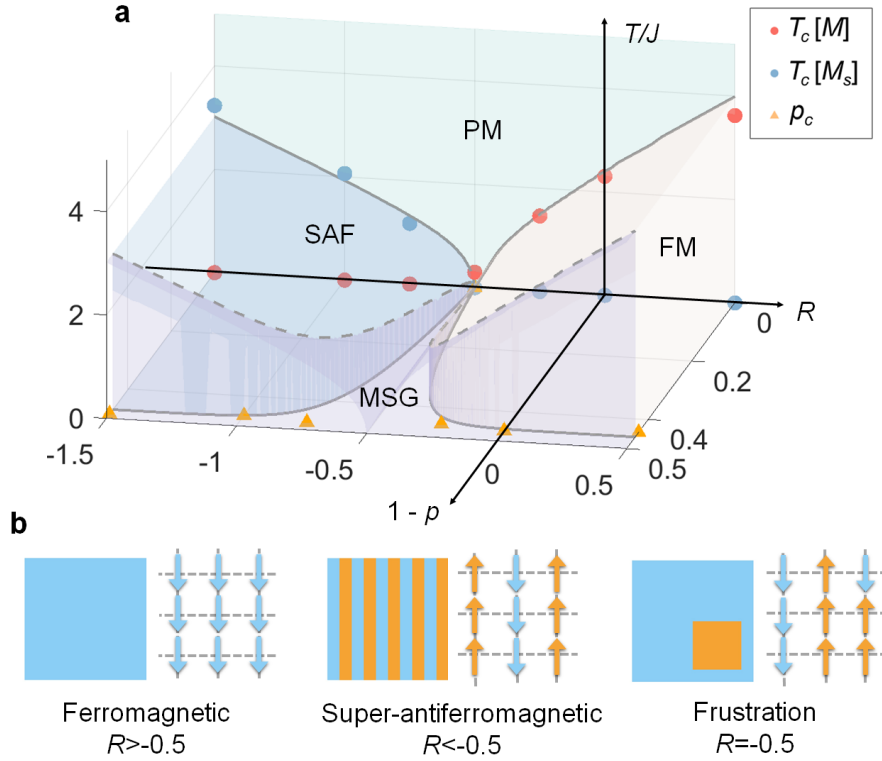 a
T/J
T_c [M]
T_c [M_s]
p_c
PM
SAF
FM
MSG
4
2
0
R
0
0.2
0.4
0.5
-1.5
-1
-0.5
0
0.5
1 - p
b
Ferromagnetic
R>-0.5
Super-antiferromagnetic
R<-0.5
Frustration
R=-0.5